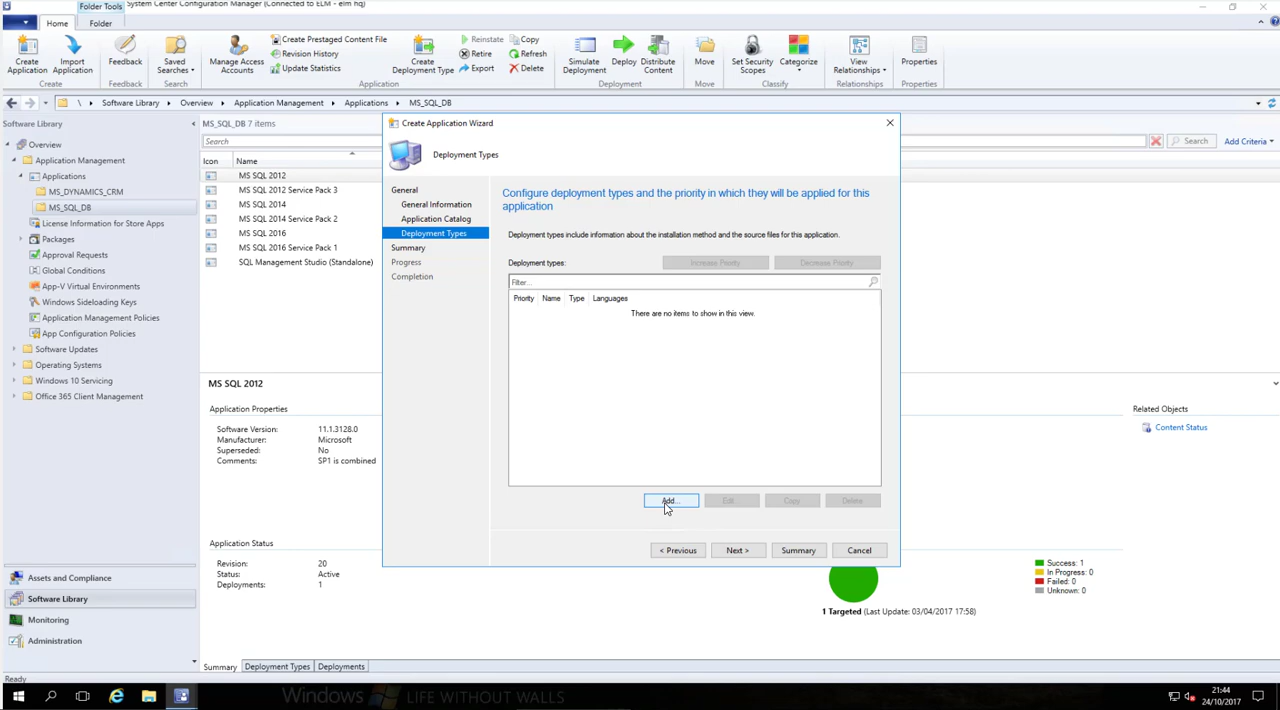 Folder Tools
System Center Configuration Manager (Connected to ELM - elm hq)
Home
Folder
Create Application
Import Application
Create
Feedback
Feedback
Saved Searches
Search
Manage Access Accounts
Create Prestaged Content File
Revision History
Update Statistics
Create Deployment Type
Reinstate
Retire
Export
Copy
Refresh
Delete
Application
Simulate Deployment
Deploy
Distribute Content
Deployment
Move
Move
Set Security Scopes
Categorize
Classify
View Relationships
Relationships
Properties
Properties
\ Software Library Overview Application Management Applications MS_SQL_DB
Software Library
Overview
Application Management
Applications
MS_DYNAMICS_CRM
MS_SQL_DB
License Information for Store Apps
Packages
Approval Requests
Global Conditions
App-V Virtual Environments
Windows Sideloading Keys
Application Management Policies
App Configuration Policies
Software Updates
Operating Systems
Windows 10 Servicing
Office 365 Client Management
Assets and Compliance
Software Library
Monitoring
Administration
MS_SQL_DB 7 items
Search
Search
Add Criteria
Icon Name
MS SQL 2012
MS SQL 2012 Service Pack 3
MS SQL 2014
MS SQL 2014 Service Pack 2
MS SQL 2016
MS SQL 2016 Service Pack 1
SQL Management Studio (Standalone)
MS SQL 2012
Application Properties
Software Version: 11.1.3128.0
Manufacturer: Microsoft
Superseded: No
Comments: SP1 is combined
Application Status
Revision: 20
Status: Active
Deployments: 1
Related Objects
Content Status
Success: 1
In Progress: 0
Failed: 0
Unknown: 0
1 Targeted (Last Update: 03/04/2017 17:58)
Create Application Wizard
Deployment Types
General
General Information
Application Catalog
Deployment Types
Summary
Progress
Completion
Configure deployment types and the priority in which they will be applied for this
application
Deployment types include information about the installation method and the source files for this application.
Deployment types:
Increase Priority
Decrease Priority
Filter...
Priority Name Type Languages
There are no items to show in this view.
Add...
Edit
Copy
Delete
< Previous
Next >
Summary
Cancel
Summary
Deployment Types
Deployments
Ready
Windows LIFE WITHOUT WALLS
21:44
24/10/2017